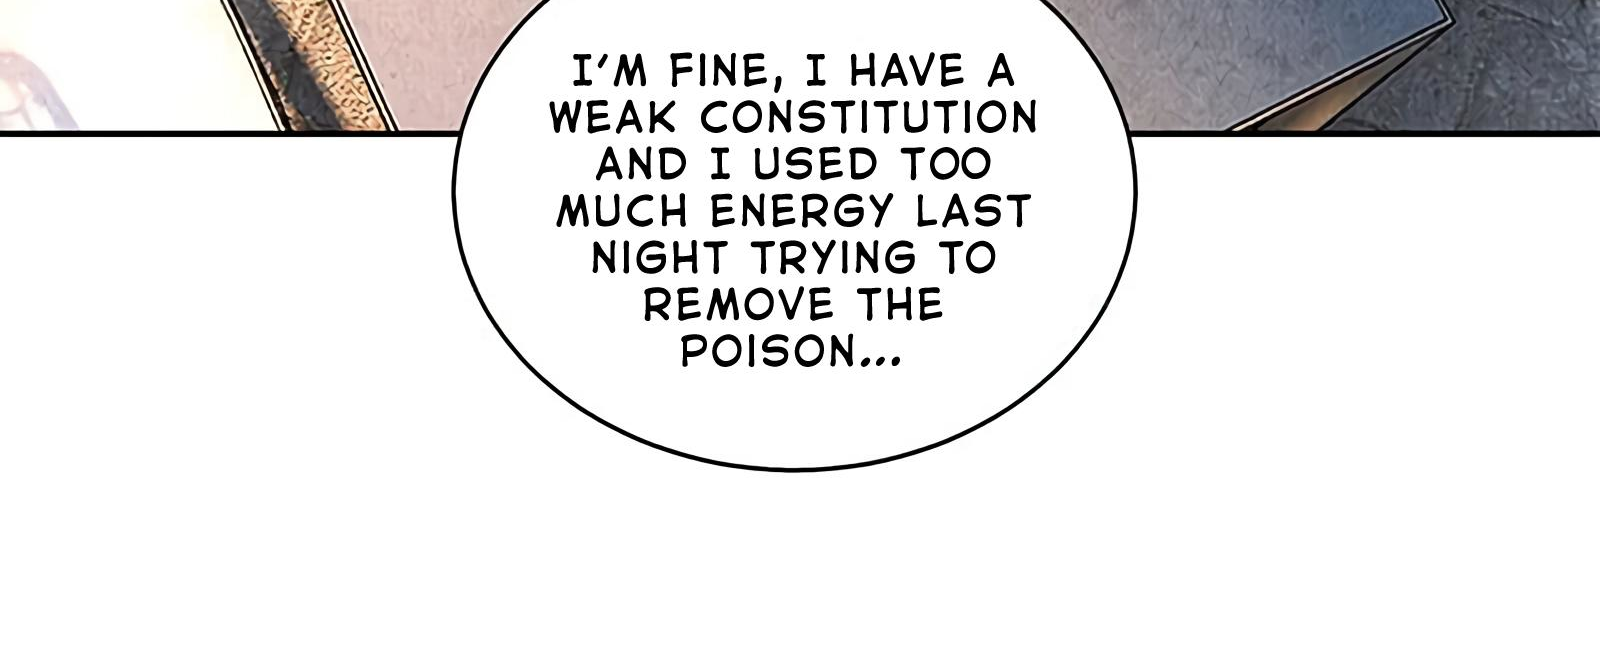 I'M FINE, I HAVE A
WEAK CONSTITUTION
AND I USED TOO
MUCH ENERGY LAST
NIGHT TRYING TO
REMOVE THE
POISON...